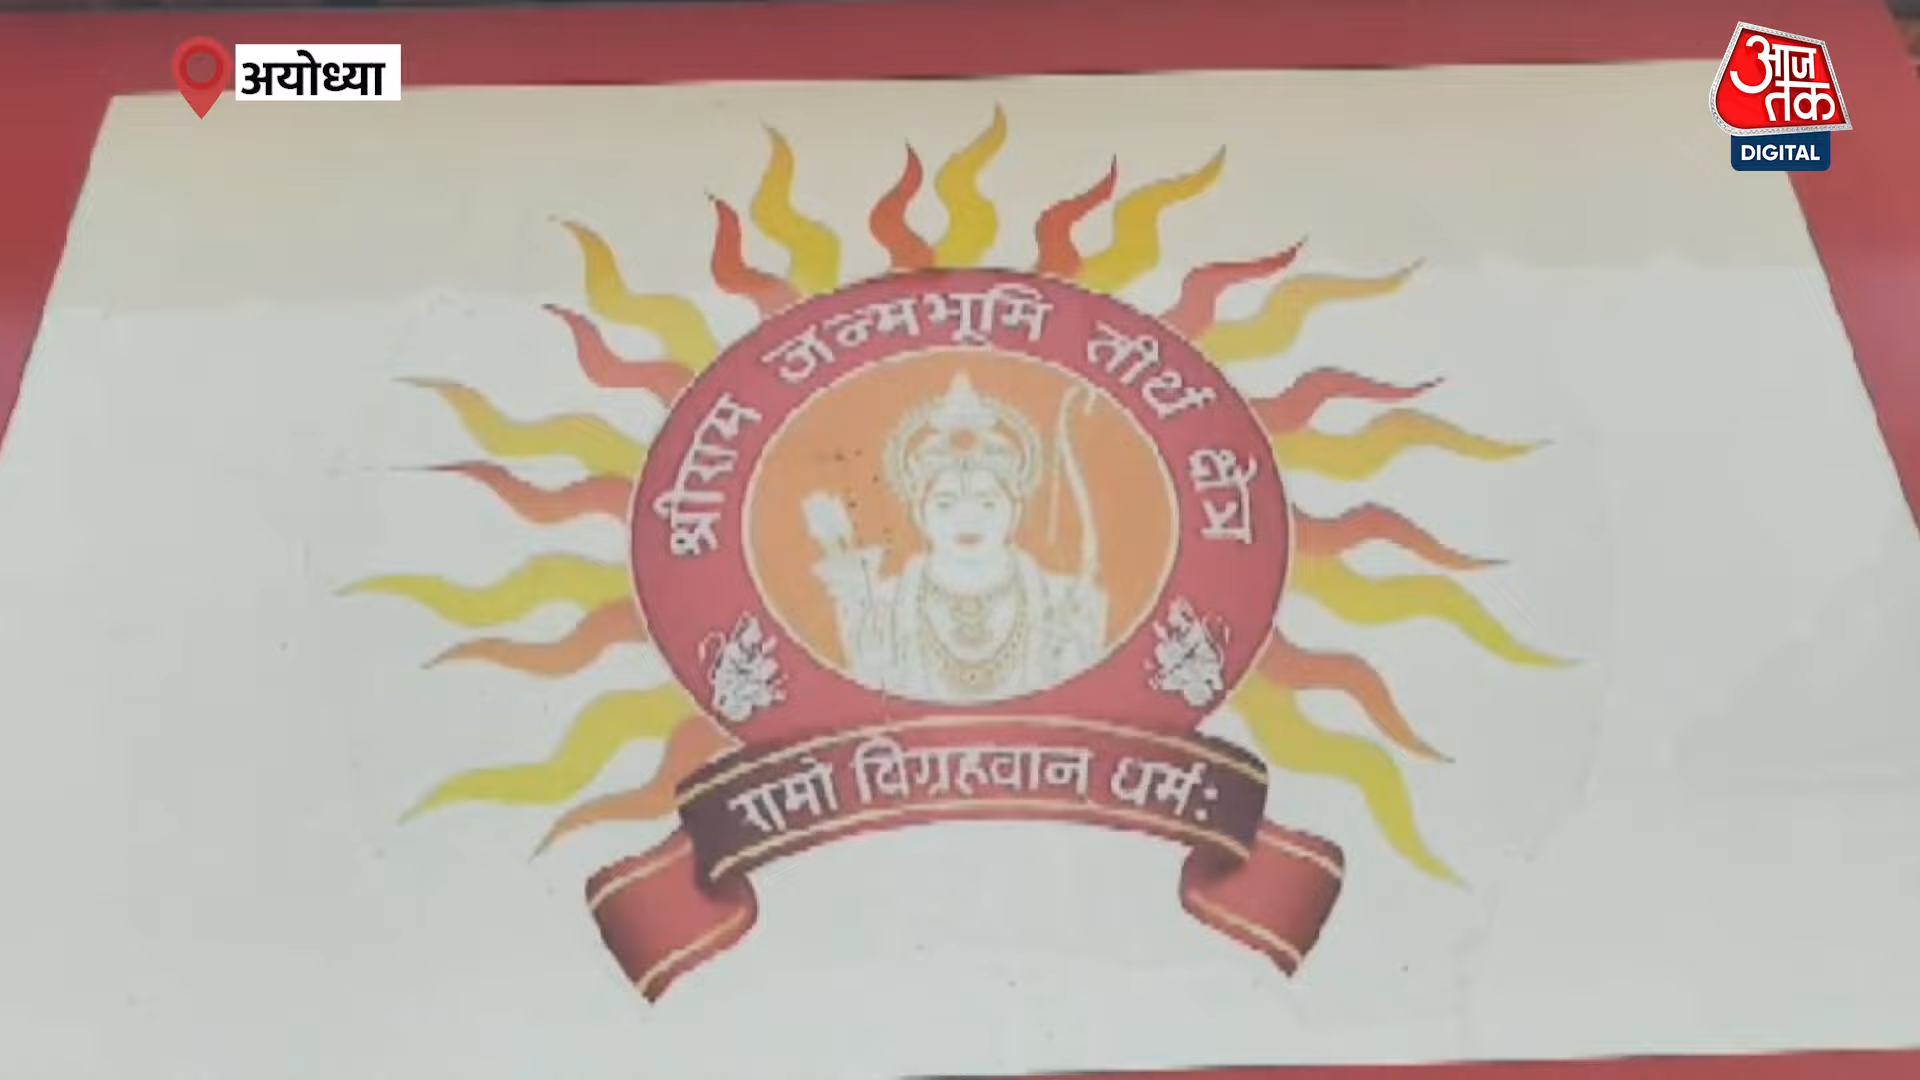 अयोध्या
आज
तक
DIGITAL
श्रीराम जन्मभूमि तीर्थ क्षेत्र
रामो विग्रहवान धर्म: